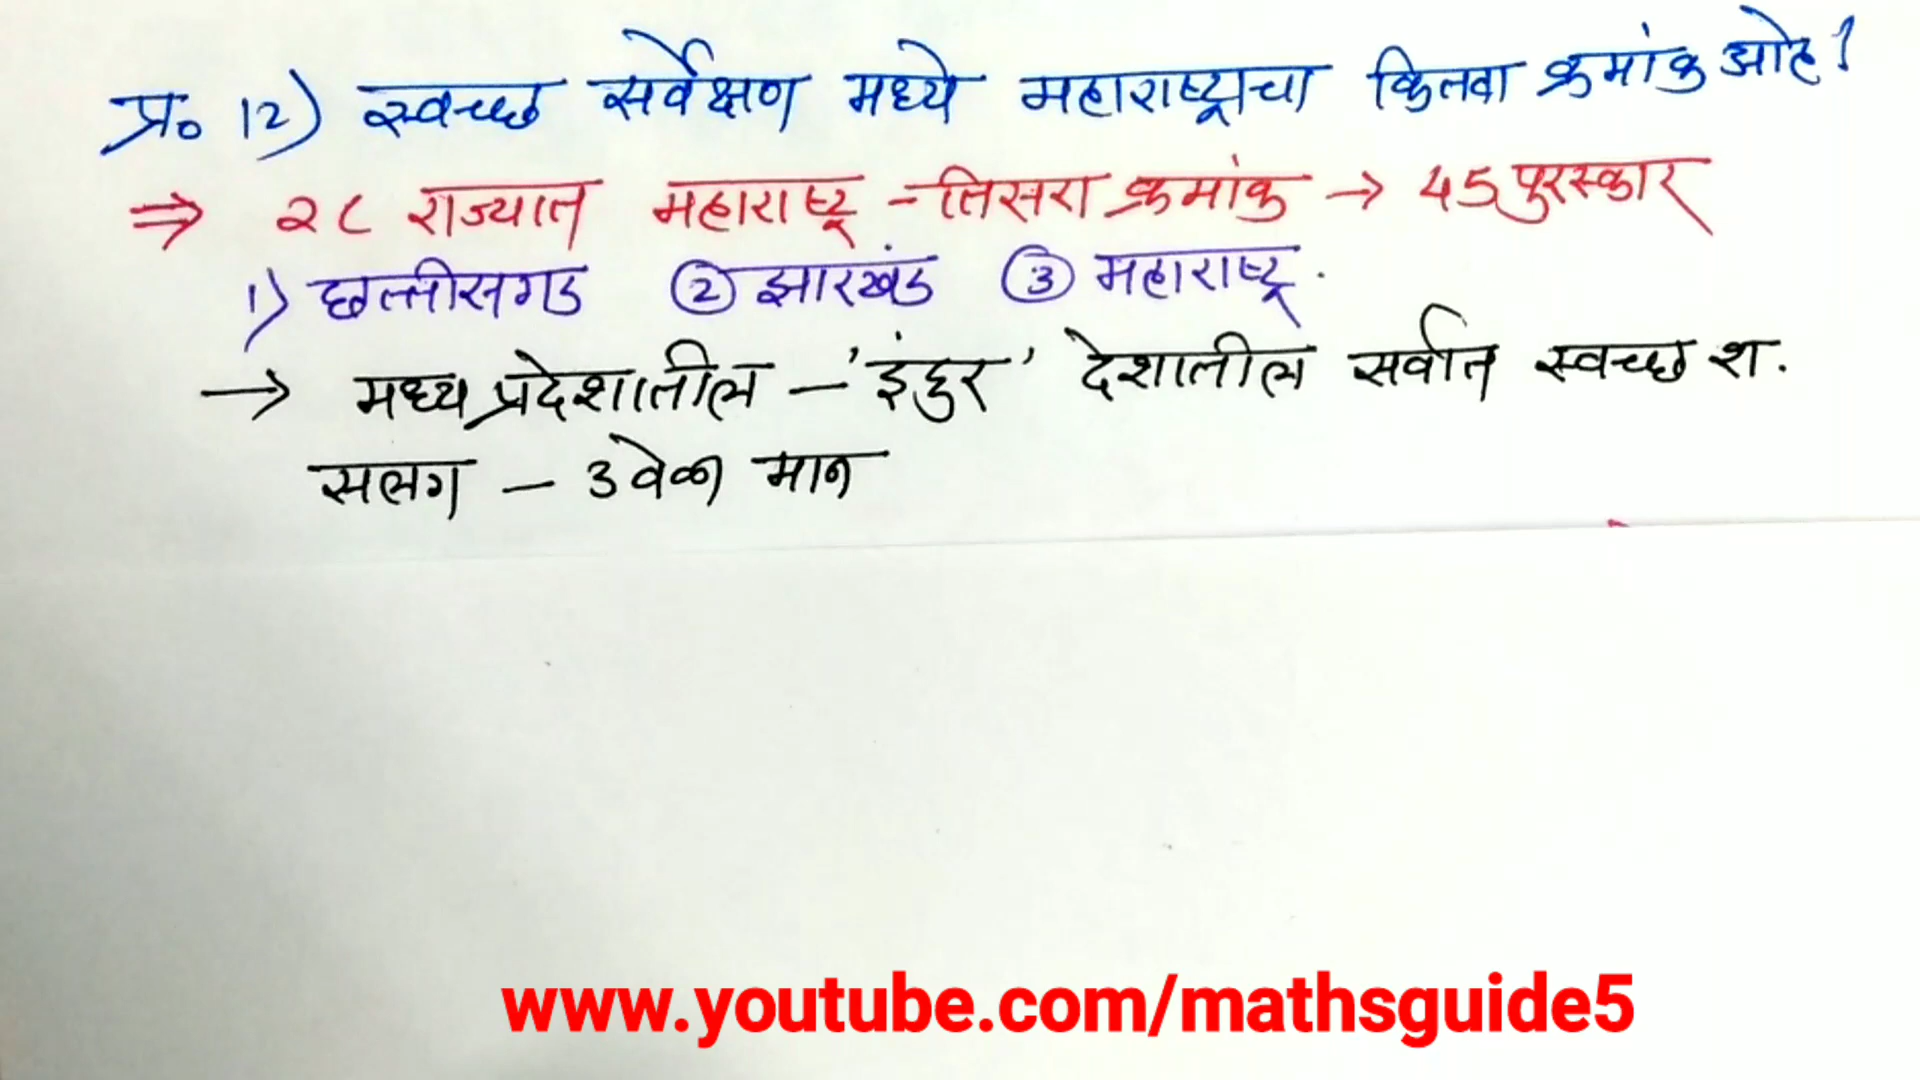 प्र० 12) स्वच्छ सर्वेक्षण मध्ये महाराष्ट्राचा कितवा क्रमांक आहे?
⇒ २८ राज्यात महाराष्ट्र - तिसरा क्रमांक → 45 पुरस्कार
1) छत्तीसगड ② झारखंड ③ महाराष्ट्र.
→ मध्य प्रदेशातील - 'इंदुर' देशातील सर्वात स्वच्छ श.
सलग - 3 वेळा मान
www.youtube.com/mathsguide5